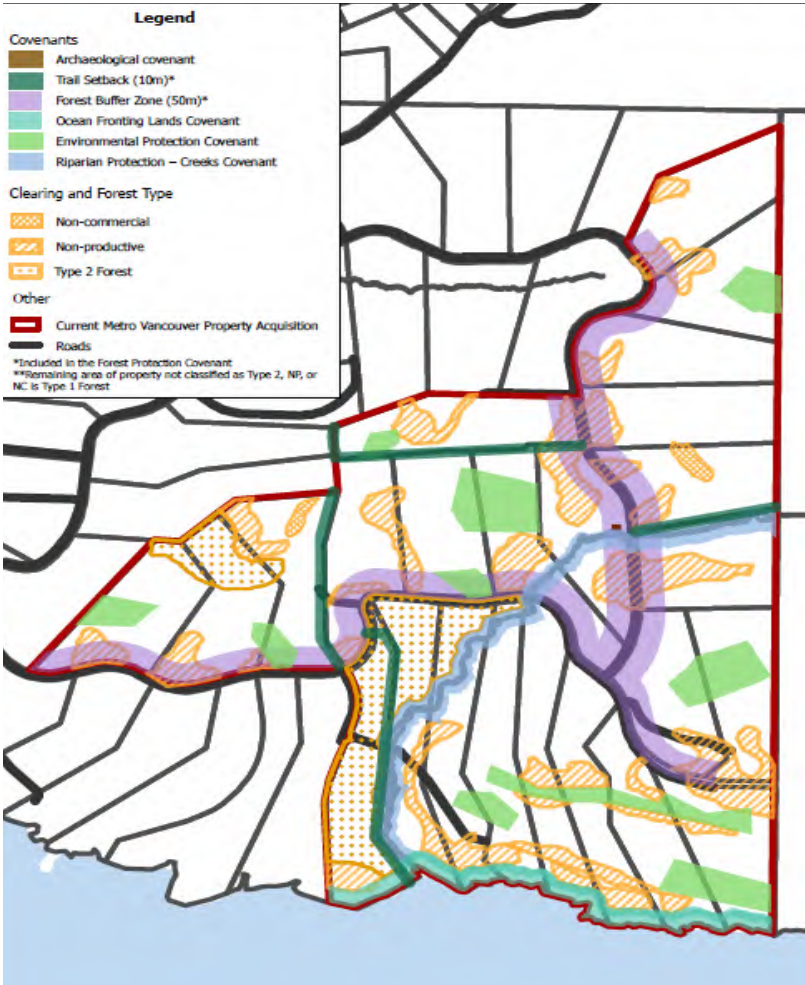 Legend
Covenants
Archaeological covenant
Trail Setback (10m)*
Forest Buffer Zone (50m)*
Ocean Fronting Lands Covenant
Environmental Protection Covenant
Riparian Protection – Creeks Covenant
Clearing and Forest Type
Non-commercial
Non-productive
Type 2 Forest
Other
Current Metro Vancouver Property Acquisition
Roads
*Included in the Forest Protection Covenant
**Remaining area of property not classified as Type 2, NP, or
NC is Type 1 Forest